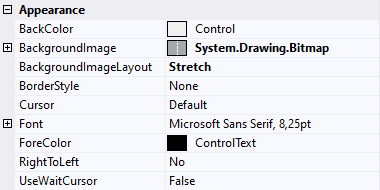 Appearance
BackColor Control
BackgroundImage System.Drawing.Bitmap
BackgroundImageLayout Stretch
BorderStyle None
Cursor Default
Font Microsoft Sans Serif, 8,25pt
ForeColor ControlText
RightToLeft No
UseWaitCursor False